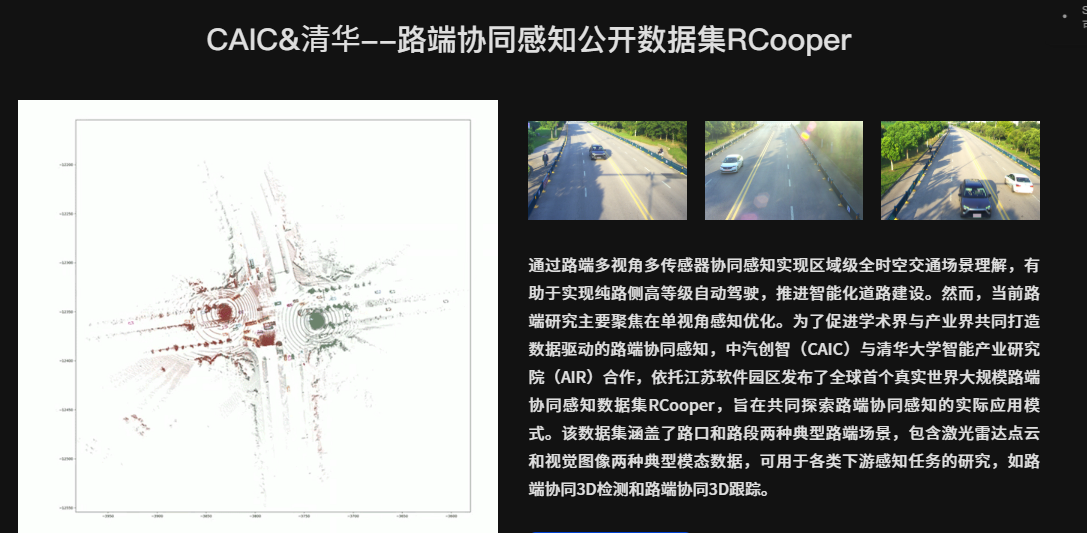 CAIC&清华——路端协同感知公开数据集RCooper
通过路端多视角多传感器协同感知实现区域级全时空交通场景理解，有
助于实现纯路侧高等级自动驾驶，推进智能化道路建设。然而，当前路
端研究主要聚焦在单视角感知优化。为了促进学术界与产业界共同打造
数据驱动的路端协同感知，中汽创智（CAIC）与清华大学智能产业研究
院（AIR）合作，依托江苏软件园区发布了全球首个真实世界大规模路端
协同感知数据集RCooper，旨在共同探索路端协同感知的实际应用模
式。该数据集涵盖了路口和路段两种典型路端场景，包含激光雷达点云
和视觉图像两种典型模态数据，可用于各类下游感知任务的研究，如路
端协同3D检测和路端协同3D跟踪。